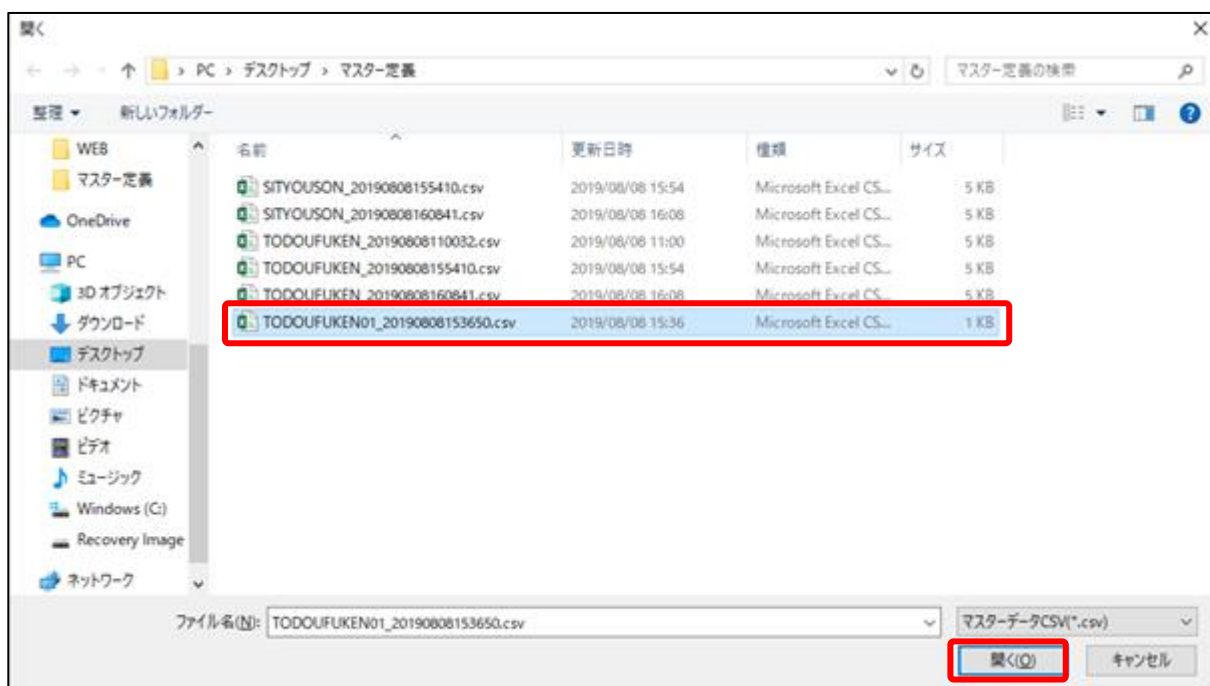 開く
PC › デスクトップ › マスター定義
マスター定義の検索
整理 新しいフォルダー
WEB
マスター定義
OneDrive
PC
3D オブジェクト
ダウンロード
デスクトップ
ドキュメント
ピクチャ
ビデオ
ミュージック
Windows (C:)
Recovery Image
ネットワーク
名前 更新日時 種類 サイズ
SITYOUSON_20190808155410.csv 2019/08/08 15:54 Microsoft Excel CS... 5 KB
SITYOUSON_20190808160841.csv 2019/08/08 16:08 Microsoft Excel CS... 5 KB
TODOUFUKEN_20190808110032.csv 2019/08/08 11:00 Microsoft Excel CS... 5 KB
TODOUFUKEN_20190808155410.csv 2019/08/08 15:54 Microsoft Excel CS... 5 KB
TODOUFUKEN_20190808160841.csv 2019/08/08 16:08 Microsoft Excel CS... 5 KB
TODOUFUKEN01_20190808153650.csv 2019/08/08 15:36 Microsoft Excel CS... 1 KB
ファイル名(N): TODOUFUKEN01_20190808153650.csv マスターデータCSV(*.csv)
開く(O) キャンセル